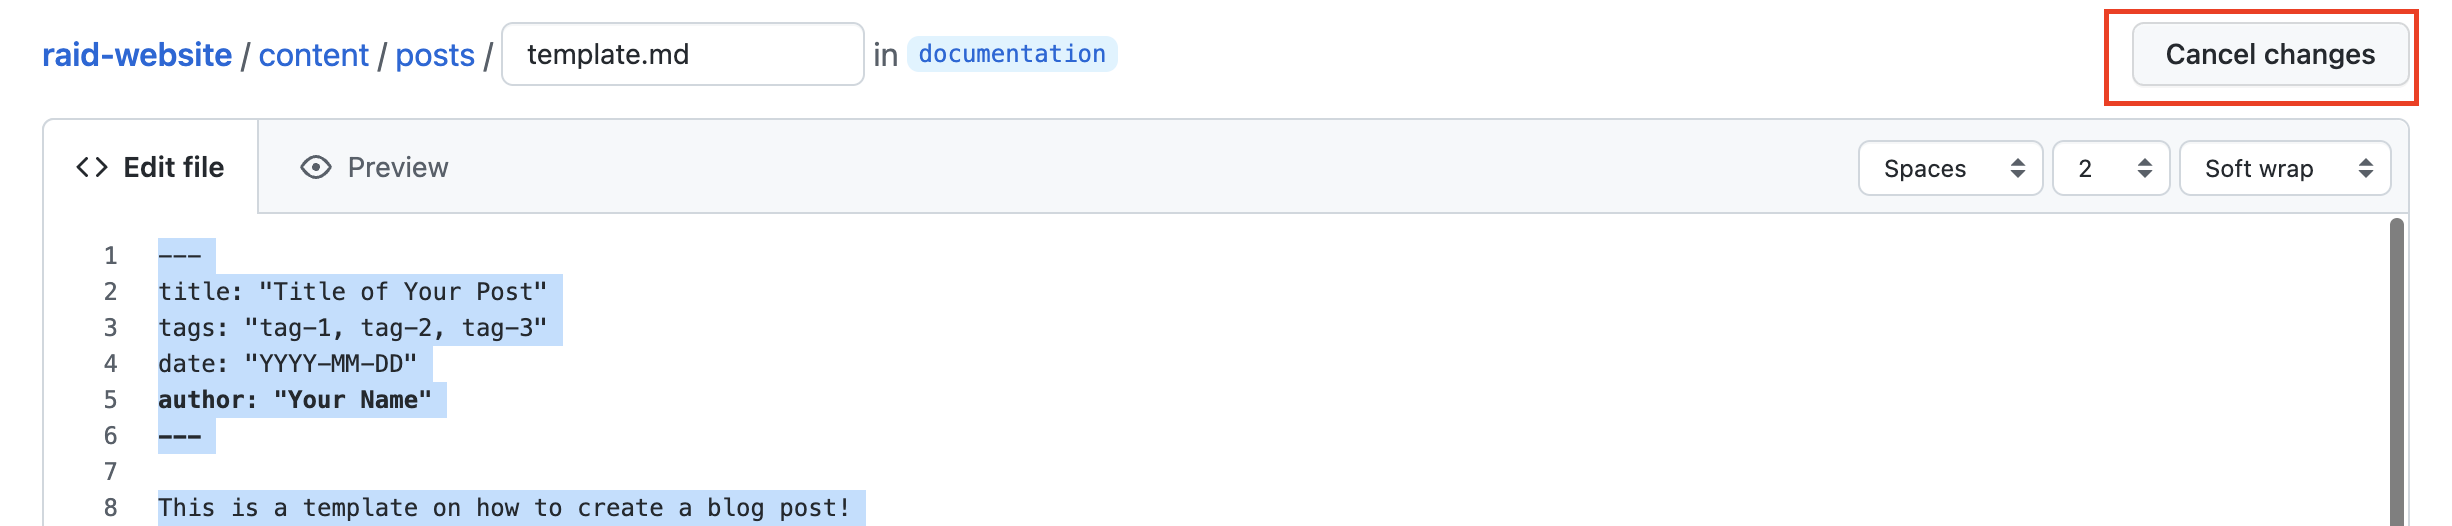 raid-website / content / posts / template.md in documentation Cancel changes
Edit file Preview Spaces 2 Soft wrap
1 ---
2 title: "Title of Your Post"
3 tags: "tag-1, tag-2, tag-3"
4 date: "YYYY-MM-DD"
5 author: "Your Name"
6 ---
7
8 This is a template on how to create a blog post!